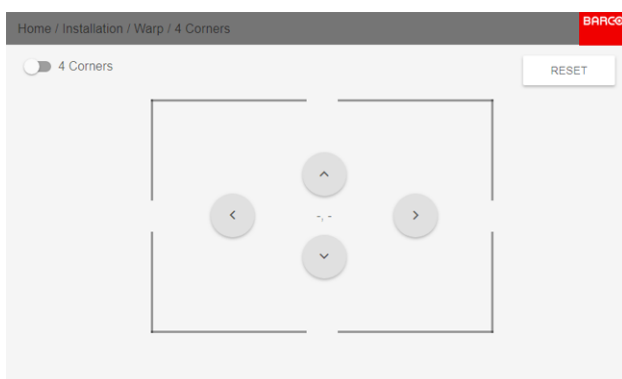 Home / Installation / Warp / 4 Corners
BARCO
4 Corners
RESET
-, -